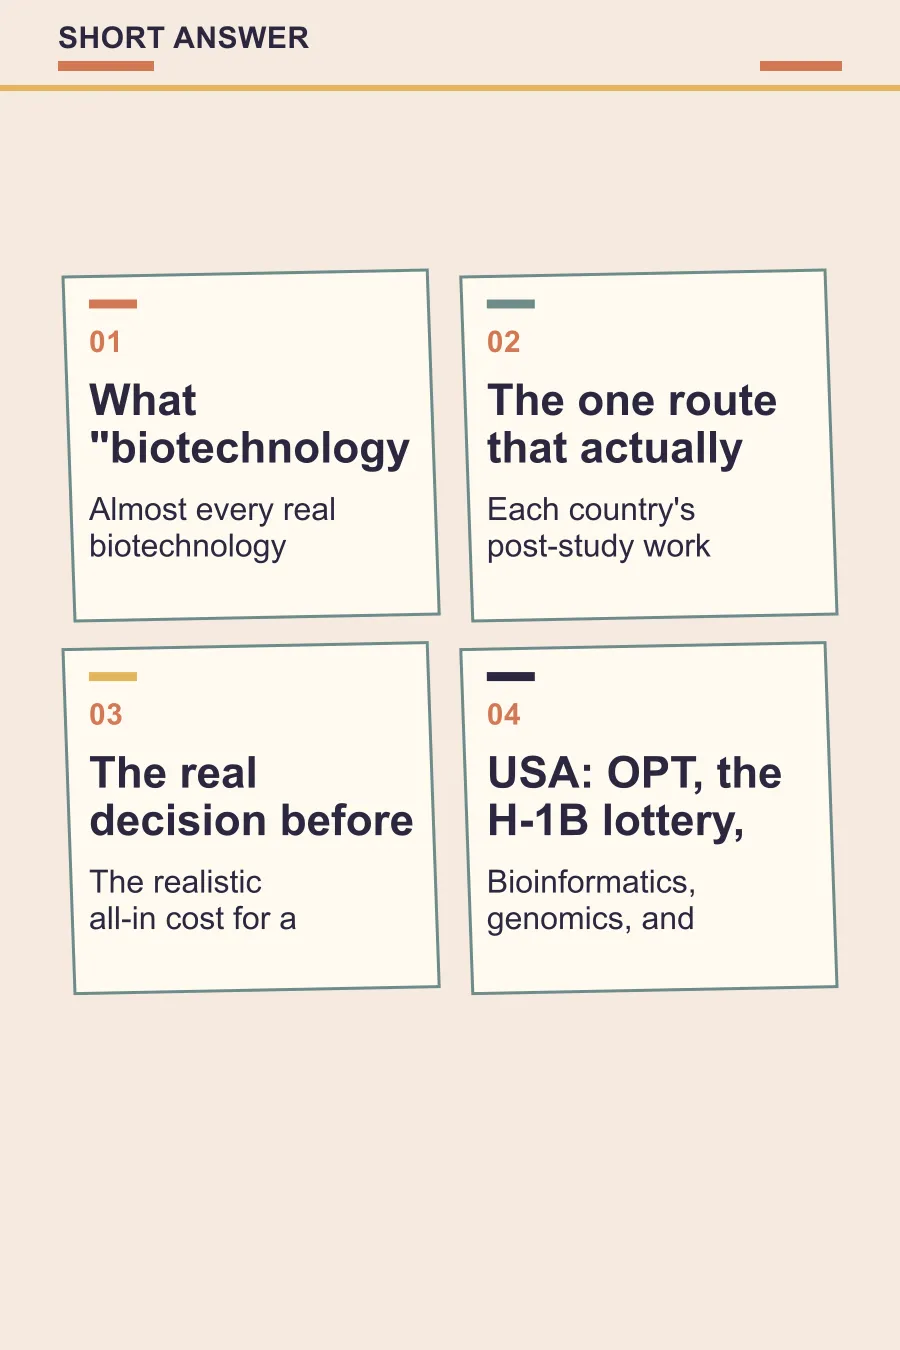 SHORT ANSWER
01
What
"biotechnology
Almost every real
biotechnology
02
The one route
that actually
Each country's
post-study work
03
The real
decision before
The realistic
all-in cost for a
04
USA: OPT, the
H-1B lottery,
Bioinformatics,
genomics, and